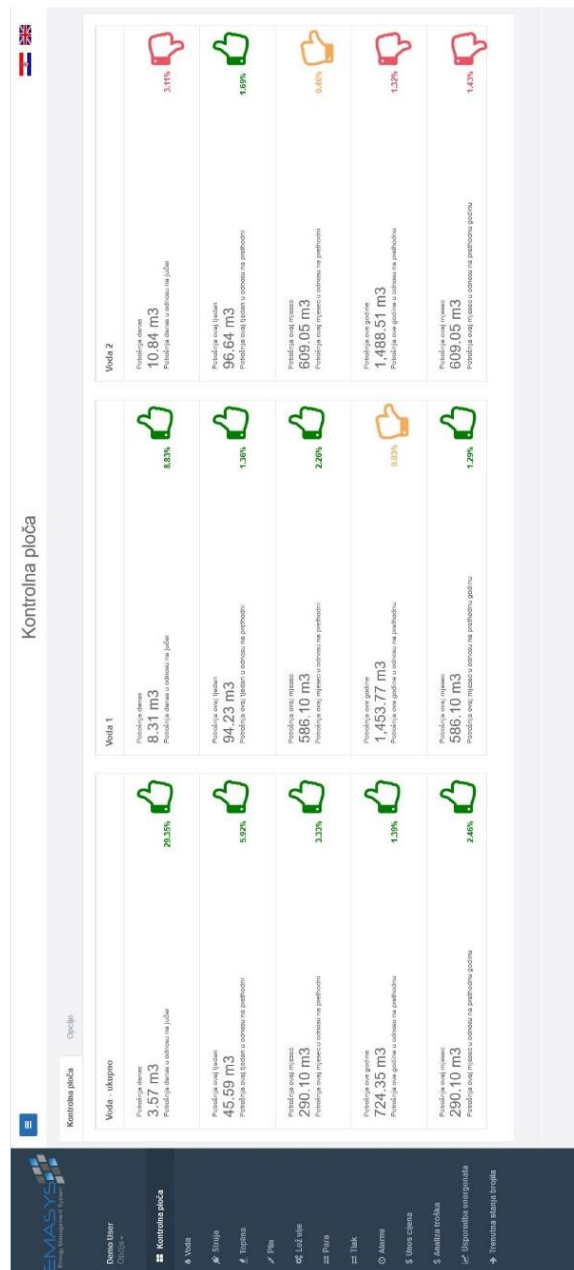 EMASYS
Energy Management System
Demo User
Opcije
Kontrolna ploča
Voda
Struja
Toplina
Plin
Lož ulje
Para
Tlak
Alarmi
$ Unos cijena
$ Analiza troška
Usporedba energenata
Trenutna stanja brojila
Kontrolna ploča
Kontrolna ploča
Opcije
Voda - ukupno
Potrošnja danas
3.57 m3
Potrošnja danas u odnosu na jučer
29.35%
Potrošnja ovaj tjedan
45.59 m3
Potrošnja ovaj tjedan u odnosu na prethodni
5.92%
Potrošnja ovaj mjesec
290.10 m3
Potrošnja ovaj mjesec u odnosu na prethodni
3.33%
Potrošnja ove godine
724.35 m3
Potrošnja ove godine u odnosu na prethodnu
1.39%
Potrošnja ovaj mjesec
290.10 m3
Potrošnja ovaj mjesec u odnosu na prethodnu godinu
2.46%
Voda 1
Potrošnja danas
8.31 m3
Potrošnja danas u odnosu na jučer
8.83%
Potrošnja ovaj tjedan
94.23 m3
Potrošnja ovaj tjedan u odnosu na prethodni
1.36%
Potrošnja ovaj mjesec
586.10 m3
Potrošnja ovaj mjesec u odnosu na prethodni
2.26%
Potrošnja ove godine
1,453.77 m3
Potrošnja ove godine u odnosu na prethodnu
0.03%
Potrošnja ovaj mjesec
586.10 m3
Potrošnja ovaj mjesec u odnosu na prethodnu godinu
1.29%
Voda 2
Potrošnja danas
10.84 m3
Potrošnja danas u odnosu na jučer
3.11%
Potrošnja ovaj tjedan
96.64 m3
Potrošnja ovaj tjedan u odnosu na prethodni
1.69%
Potrošnja ovaj mjesec
609.05 m3
Potrošnja ovaj mjesec u odnosu na prethodni
0.46%
Potrošnja ove godine
1,488.51 m3
Potrošnja ove godine u odnosu na prethodnu
1.32%
Potrošnja ovaj mjesec
609.05 m3
Potrošnja ovaj mjesec u odnosu na prethodnu godinu
1.43%